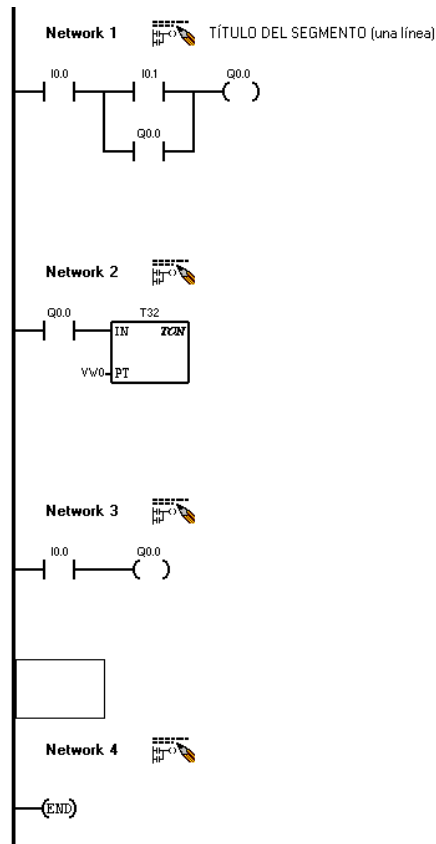 Network 1 TÍTULO DEL SEGMENTO (una línea)
I0.0 I0.1 Q0.0
Q0.0
Network 2
Q0.0 T32
IN TON
VW0 PT
Network 3
I0.0 Q0.0
Network 4
END